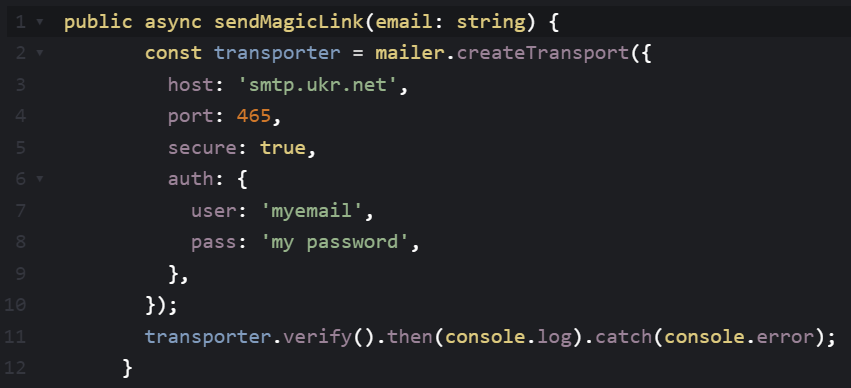 1 public async sendMagicLink(email: string) {
2 const transporter = mailer.createTransport({
3 host: 'smtp.ukr.net',
4 port: 465,
5 secure: true,
6 auth: {
7 user: 'myemail',
8 pass: 'my password',
9 },
10 });
11 transporter.verify().then(console.log).catch(console.error);
12 }